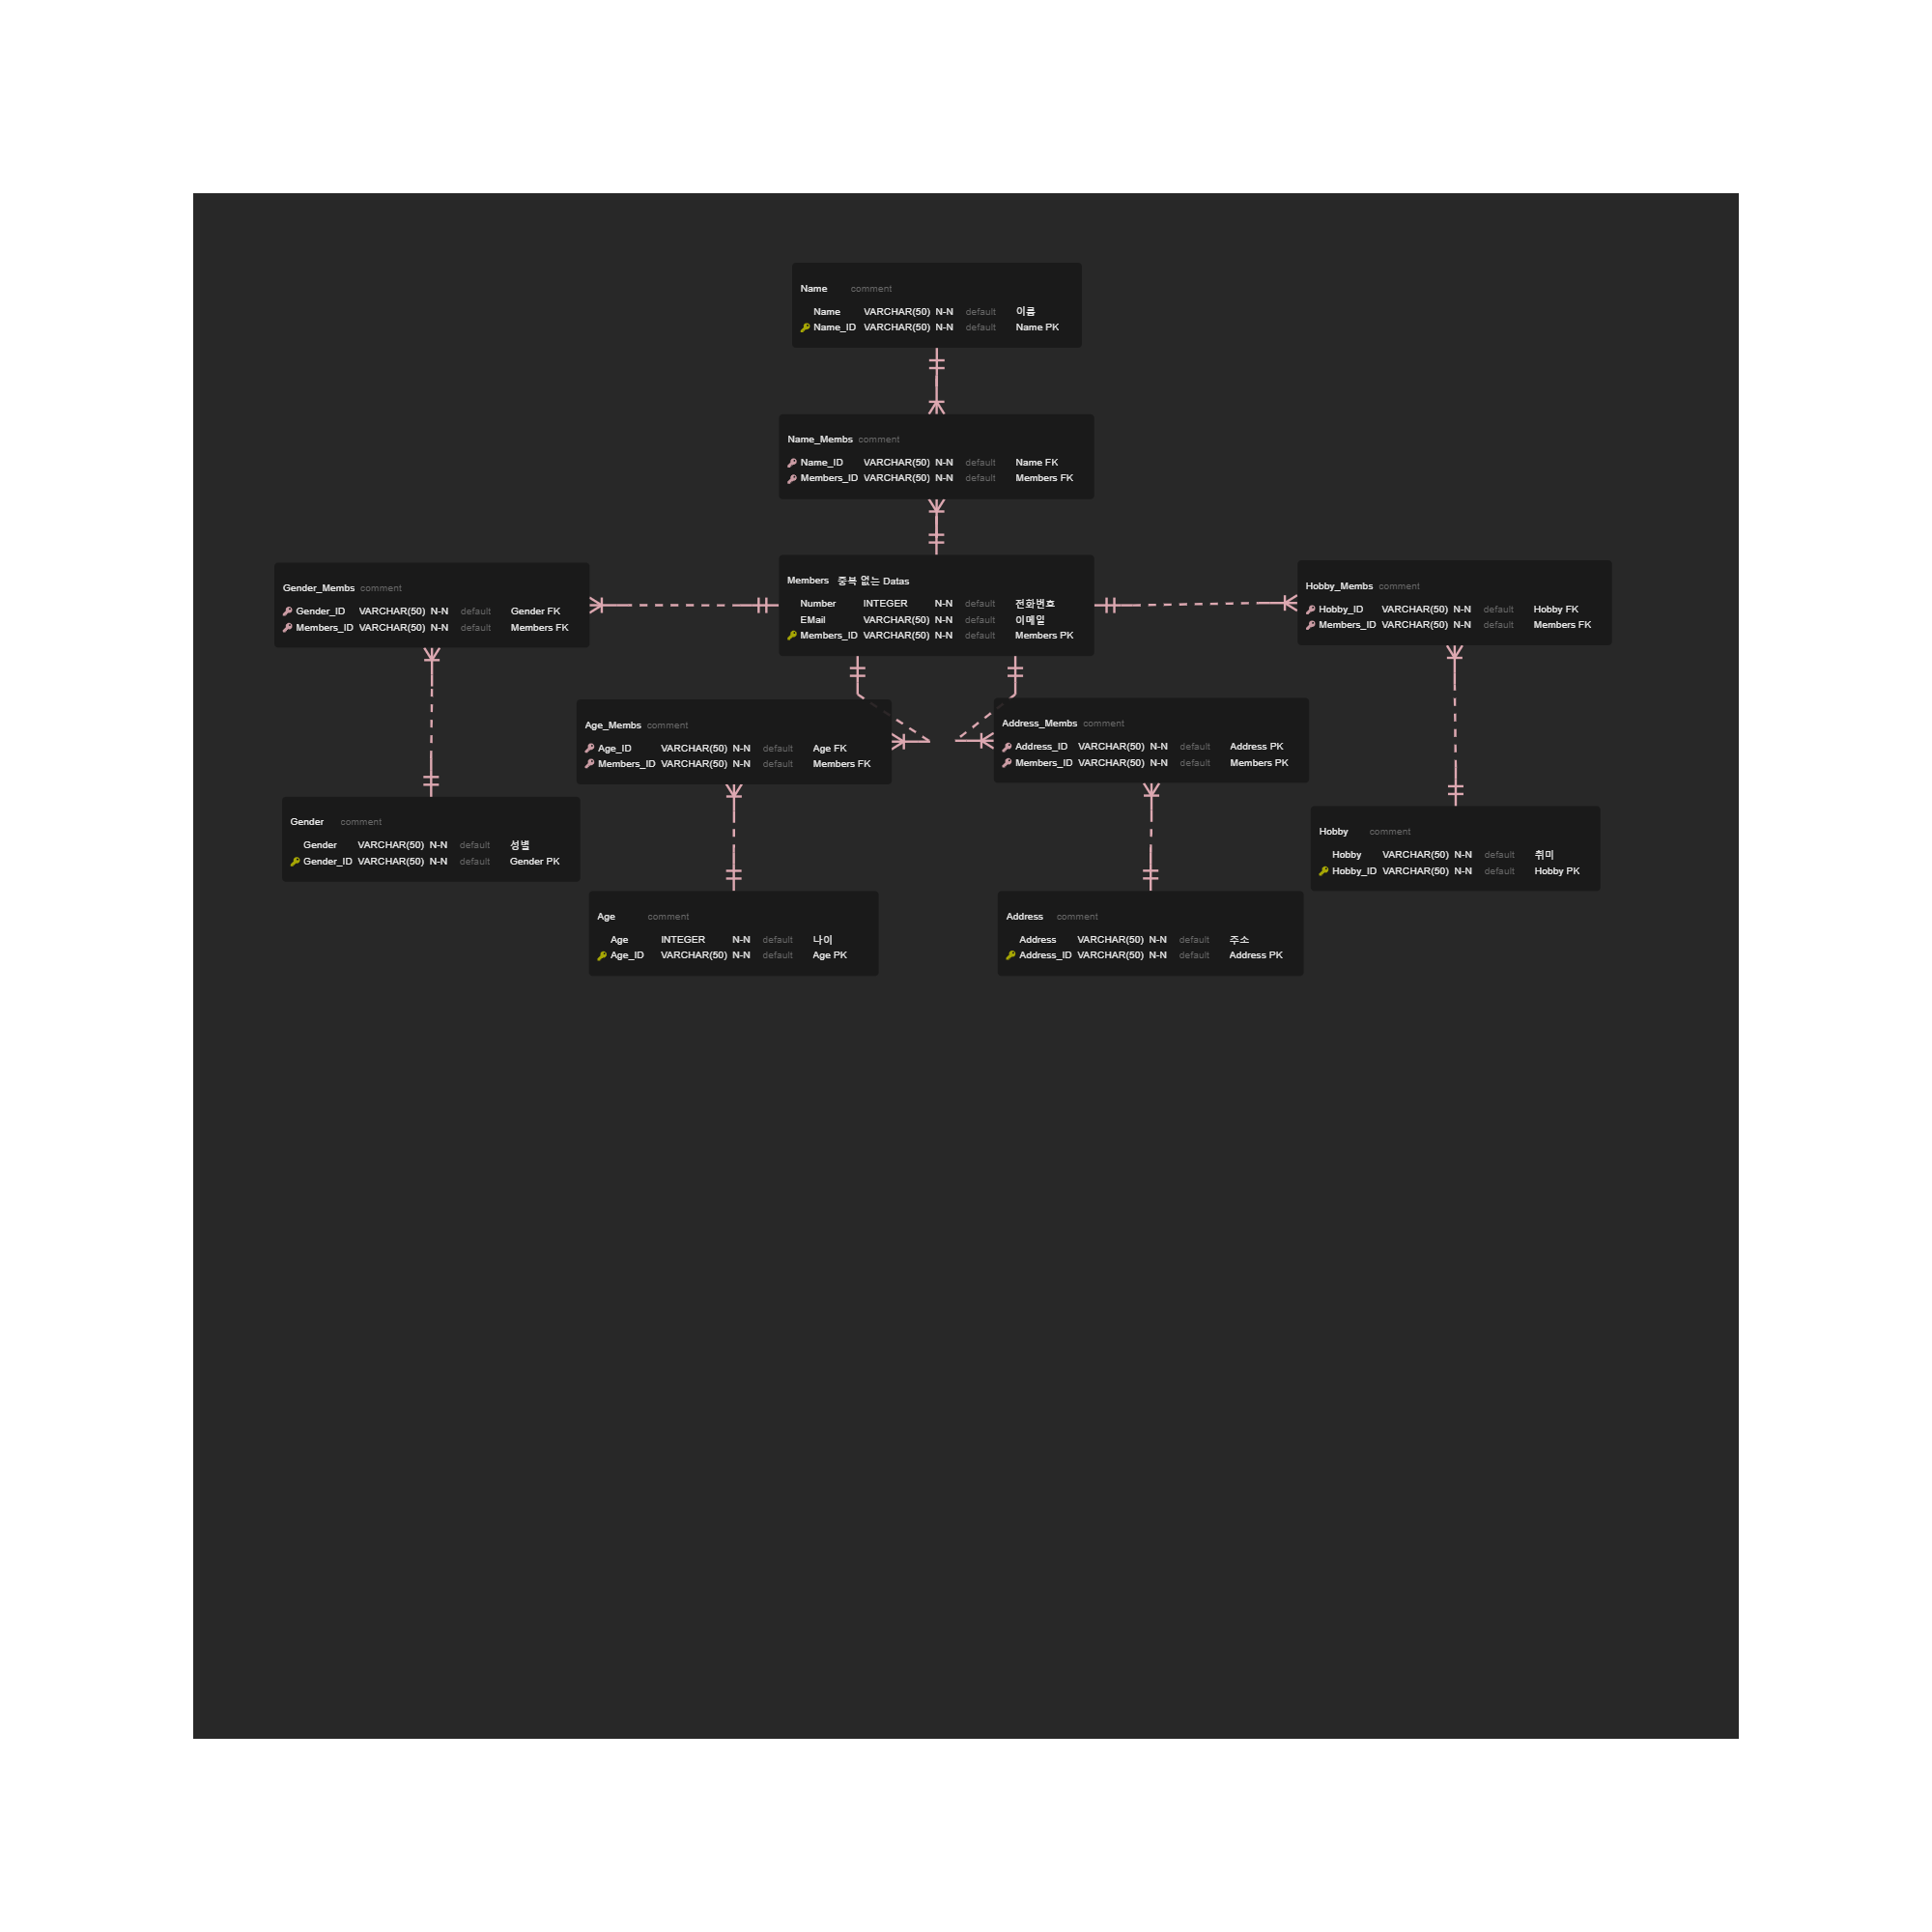 Name comment
Name VARCHAR(50) N-N default 이름
Name_ID VARCHAR(50) N-N default Name PK
Name_Membs comment
Name_ID VARCHAR(50) N-N default Name FK
Members_ID VARCHAR(50) N-N default Members FK
Gender_Membs comment
Gender_ID VARCHAR(50) N-N default Gender FK
Members_ID VARCHAR(50) N-N default Members FK
Members 중복 없는 Datas
Number INTEGER N-N default 전화번호
EMail VARCHAR(50) N-N default 이메일
Members_ID VARCHAR(50) N-N default Members PK
Hobby_Membs comment
Hobby_ID VARCHAR(50) N-N default Hobby FK
Members_ID VARCHAR(50) N-N default Members FK
Age_Membs comment
Age_ID VARCHAR(50) N-N default Age FK
Members_ID VARCHAR(50) N-N default Members FK
Address_Membs comment
Address_ID VARCHAR(50) N-N default Address PK
Members_ID VARCHAR(50) N-N default Members PK
Gender comment
Gender VARCHAR(50) N-N default 성별
Gender_ID VARCHAR(50) N-N default Gender PK
Hobby comment
Hobby VARCHAR(50) N-N default 취미
Hobby_ID VARCHAR(50) N-N default Hobby PK
Age comment
Age INTEGER N-N default 나이
Age_ID VARCHAR(50) N-N default Age PK
Address comment
Address VARCHAR(50) N-N default 주소
Address_ID VARCHAR(50) N-N default Address PK